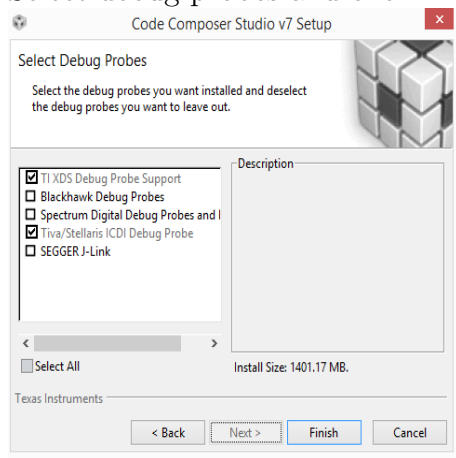 Code Composer Studio v7 Setup
Select Debug Probes
Select the debug probes you want installed and deselect
the debug probes you want to leave out.
TI XDS Debug Probe Support
Blackhawk Debug Probes
Spectrum Digital Debug Probes and
Tiva/Stellaris ICDI Debug Probe
SEGGER J-Link
Select All
Description
Install Size: 1401.17 MB.
Texas Instruments
< Back
Next >
Finish
Cancel